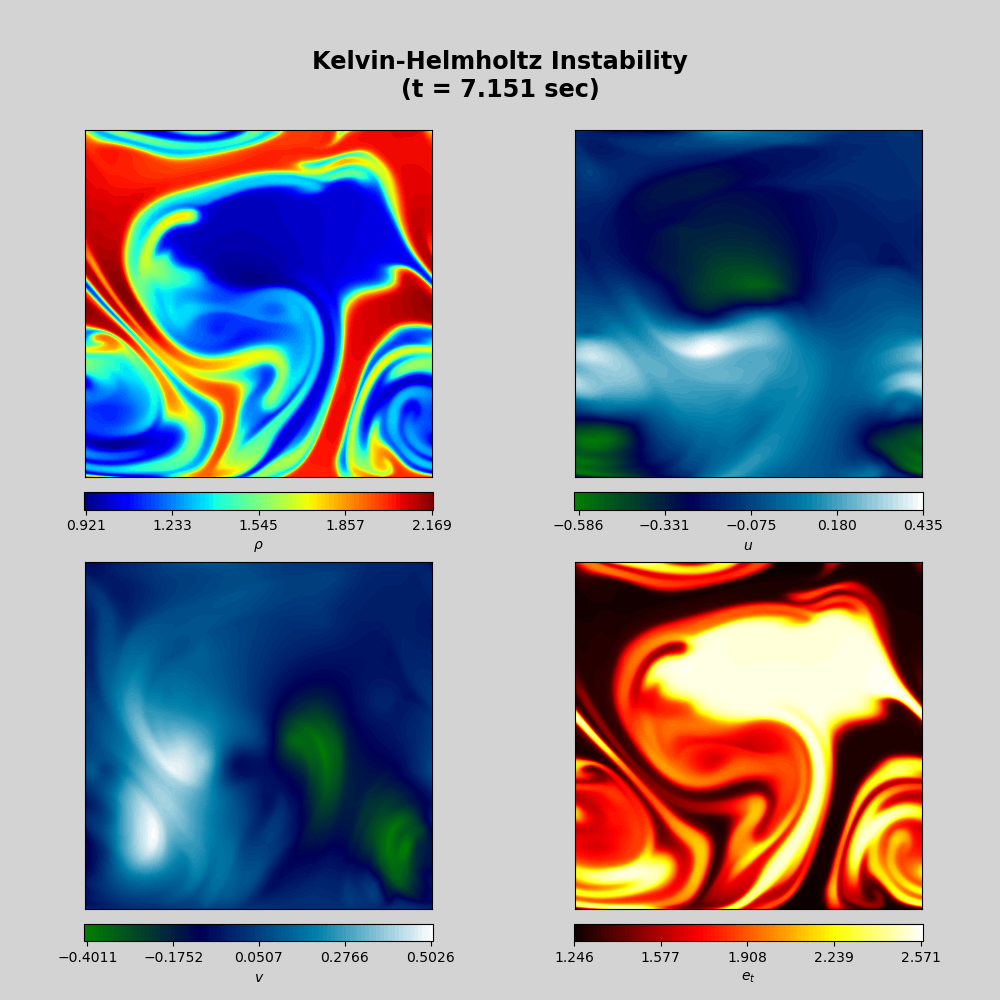 Kelvin-Helmholtz Instability
(t = 7.151 sec)
0.921 1.233 1.545 1.857 2.169
ρ
−0.586 −0.331 −0.075 0.180 0.435
u
−0.4011 −0.1752 0.0507 0.2766 0.5026
v
1.246 1.577 1.908 2.239 2.571
eₜ